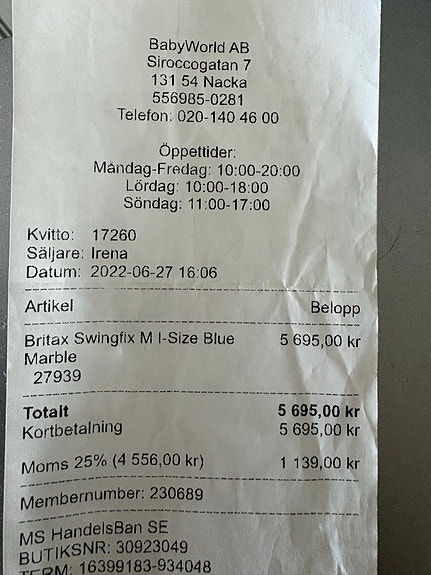 BabyWorld AB
Siroccogatan 7
131 54 Nacka
556985-0281
Telefon: 020-140 46 00
Öppettider:
Måndag-Fredag: 10:00-20:00
Lördag: 10:00-18:00
Söndag: 11:00-17:00
Kvitto: 17260
Säljare: Irena
Datum: 2022-06-27 16:06
Artikel Belopp
Britax Swingfix M I-Size Blue 5 695,00 kr
Marble
27939
Totalt 5 695,00 kr
Kortbetalning 5 695,00 kr
Moms 25% (4 556,00 kr) 1 139,00 kr
Membernumber: 230689
MS HandelsBan SE
BUTIKSNR: 30923049
TERM: 16399183-934048